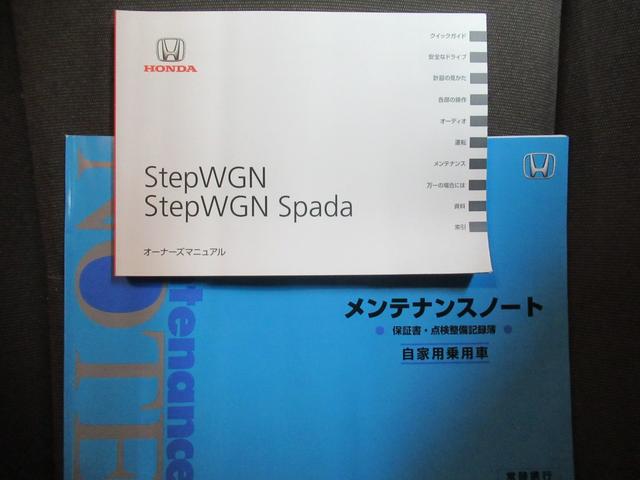 HONDA
クイックガイド
安全なドライブ
計器の見かた
各部の操作
オーディオ
運転
メンテナンス
万一の場合には
資料
索引
StepWGN
StepWGN Spada
オーナーズマニュアル
NOTE
tenance
メンテナンスノート
保証書・点検整備記録簿
自家用乗用車